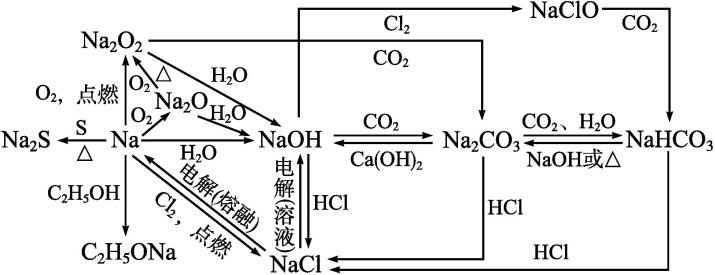 NaClO
Cl₂
CO₂
Na₂O₂
CO₂
H₂O
O₂，点燃
O₂
△
Na₂O
O₂
H₂O
Na₂S
S
△
Na
H₂O
NaOH
CO₂
Ca(OH)₂
Na₂CO₃
CO₂、H₂O
NaOH或△
NaHCO₃
C₂H₅OH
电解(熔融)
Cl₂，点燃
电解(溶液)
HCl
HCl
HCl
C₂H₅ONa
NaCl